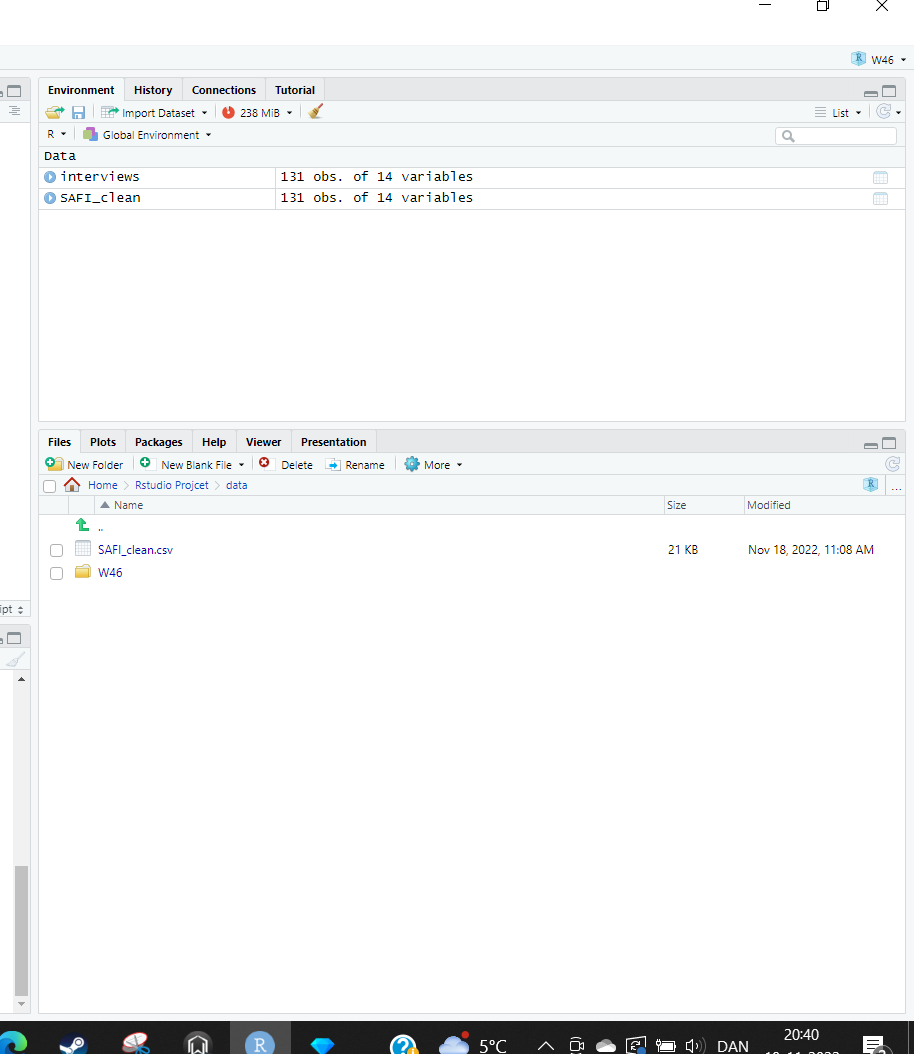 W46
Environment History Connections Tutorial
Import Dataset 238 MiB List
R Global Environment
Data
interviews 131 obs. of 14 variables
SAFI_clean 131 obs. of 14 variables
Files Plots Packages Help Viewer Presentation
New Folder New Blank File Delete Rename More
Home Rstudio Projcet data ...
Name Size Modified
..
SAFI_clean.csv 21 KB Nov 18, 2022, 11:08 AM
W46
ipt
R 5°C DAN 20:40